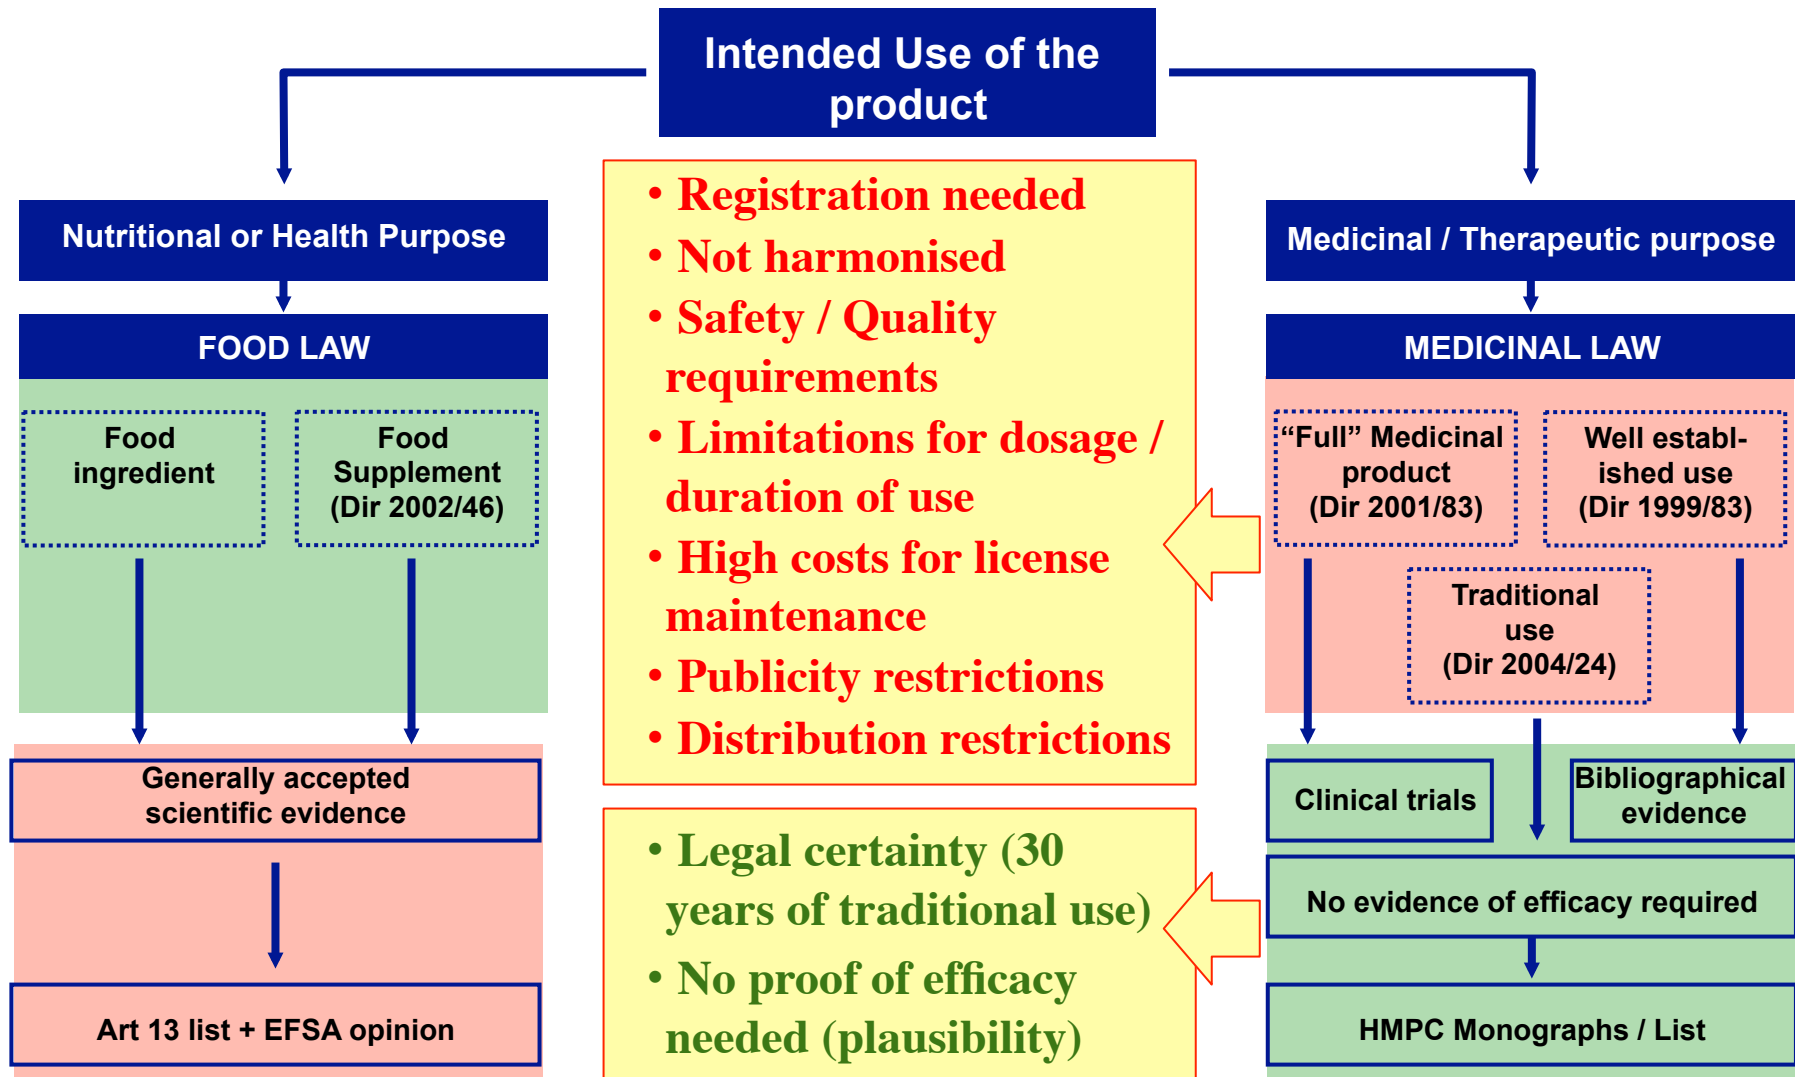 Intended Use of the
product
Nutritional or Health Purpose
FOOD LAW
Food
ingredient
Food
Supplement
(Dir 2002/46)
Generally accepted
scientific evidence
Art 13 list + EFSA opinion
• Registration needed
• Not harmonised
• Safety / Quality
requirements
• Limitations for dosage /
duration of use
• High costs for license
maintenance
• Publicity restrictions
• Distribution restrictions
• Legal certainty (30
years of traditional use)
• No proof of efficacy
needed (plausibility)
Medicinal / Therapeutic purpose
MEDICINAL LAW
“Full” Medicinal
product
(Dir 2001/83)
Well establ-
ished use
(Dir 1999/83)
Traditional
use
(Dir 2004/24)
Clinical trials
Bibliographical
evidence
No evidence of efficacy required
HMPC Monographs / List